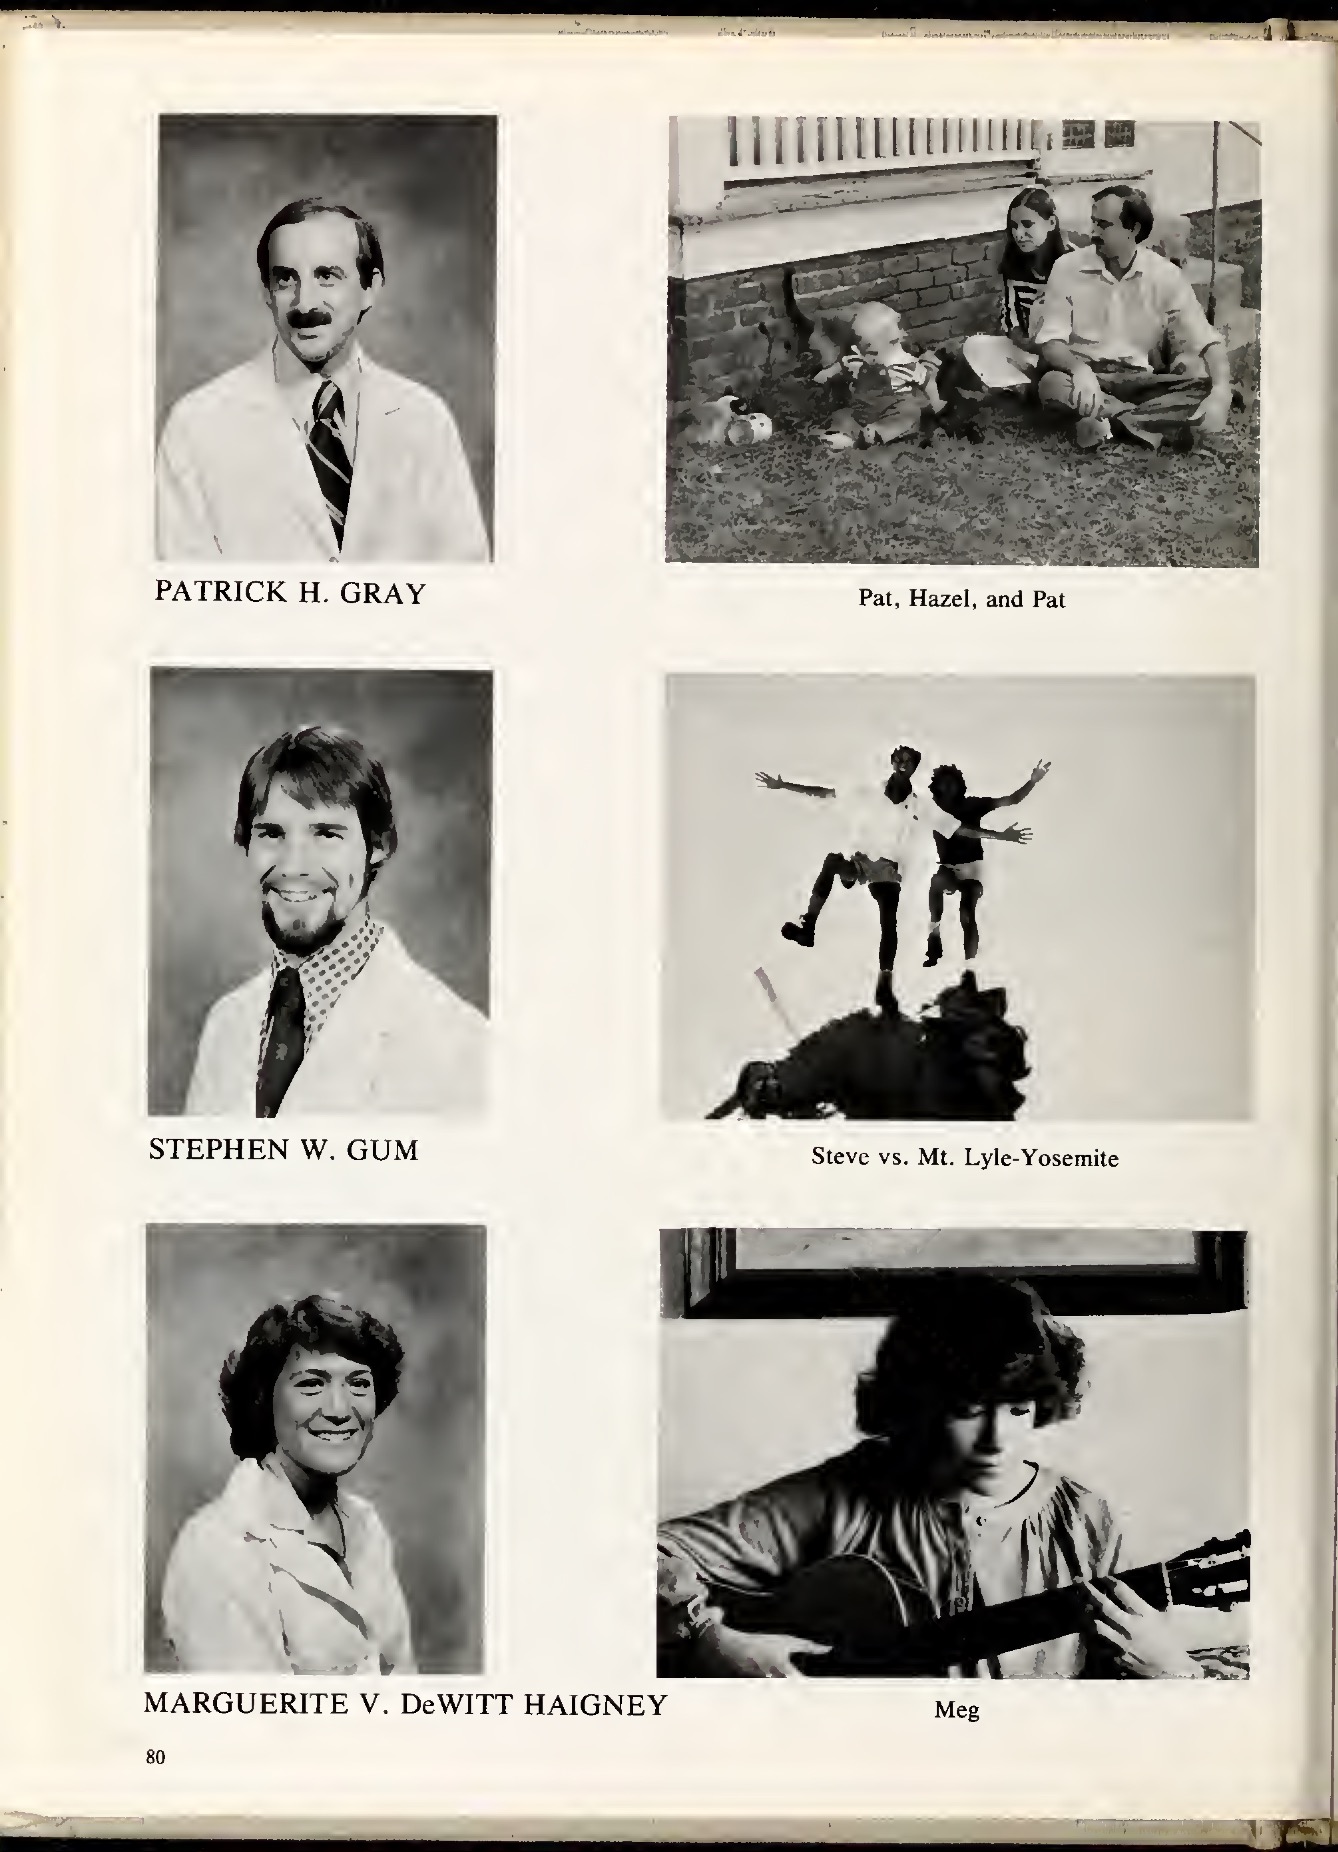 PATRICK H. GRAY
Pat, Hazel, and Pat
STEPHEN W. GUM
Steve vs. Mt. Lyle-Yosemite
MARGUERITE V. DeWITT HAIGNEY
Meg
80